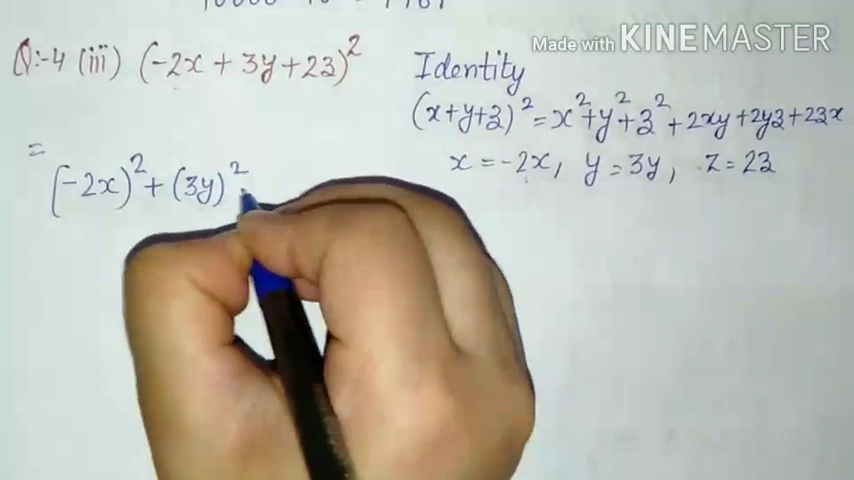 Made with KINEMASTER
Q:-4 (iii) (-2x + 3y + 2z)²
Identity
(x+y+z)² = x²+y²+z²+2xy+2yz+2zx
x = -2x, y = 3y, z = 2z
=
(-2x)² + (3y)²